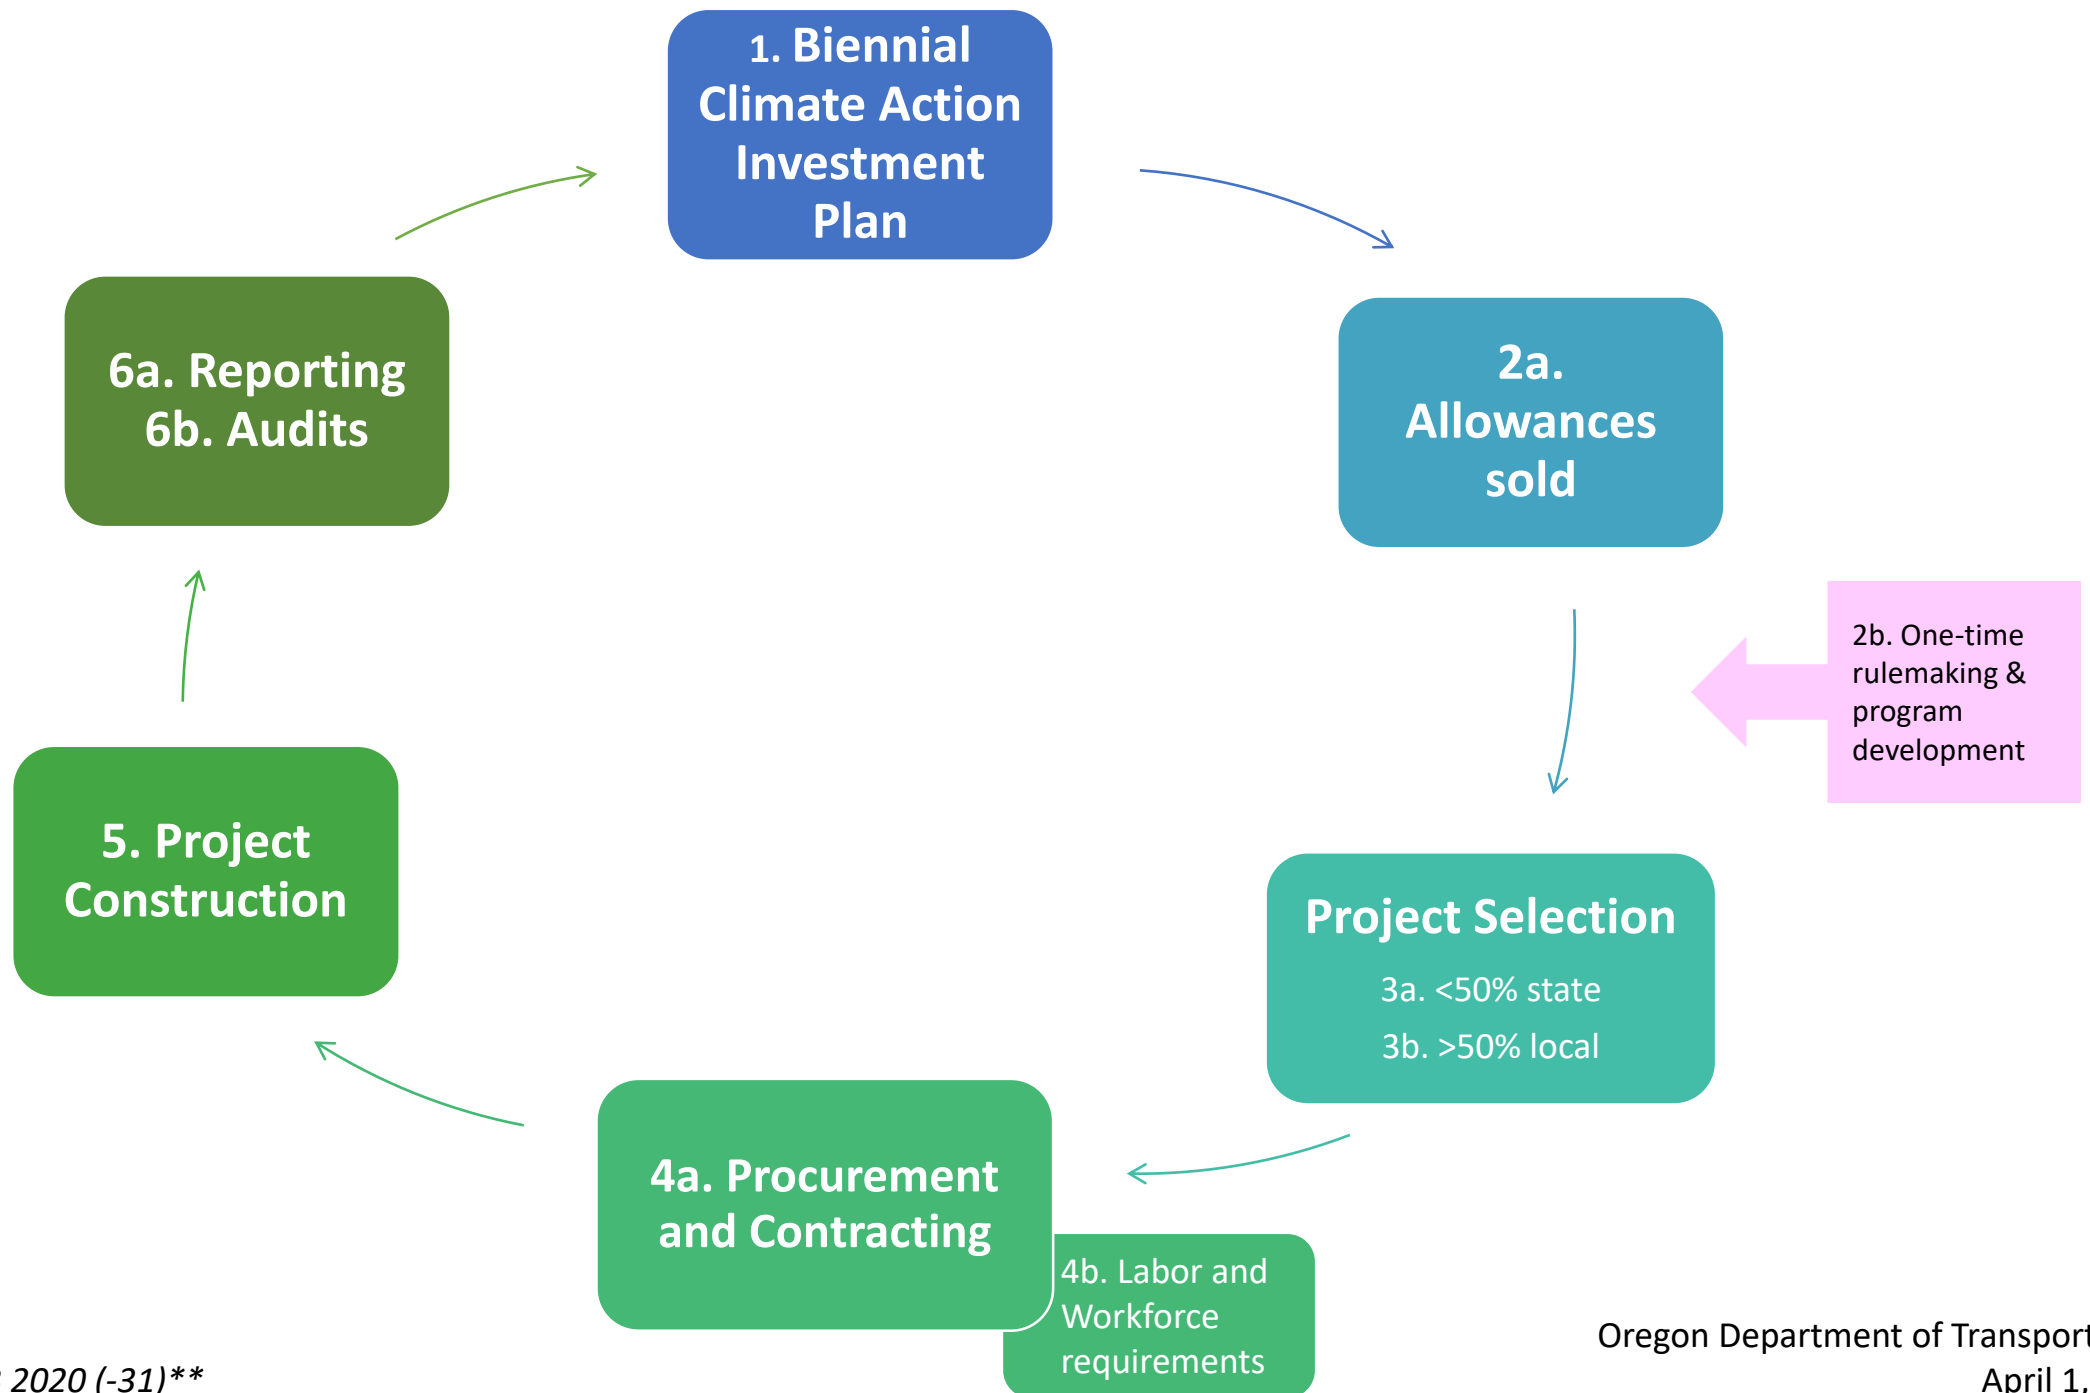 1. Biennial
Climate Action
Investment
Plan
2a.
Allowances
sold
2b. One-time
rulemaking &
program
development
Project Selection
3a. <50% state
3b. >50% local
4a. Procurement
and Contracting
4b. Labor and
Workforce
requirements
5. Project
Construction
6a. Reporting
6b. Audits
2020 (-31)**
Oregon Department of Transport
April 1,